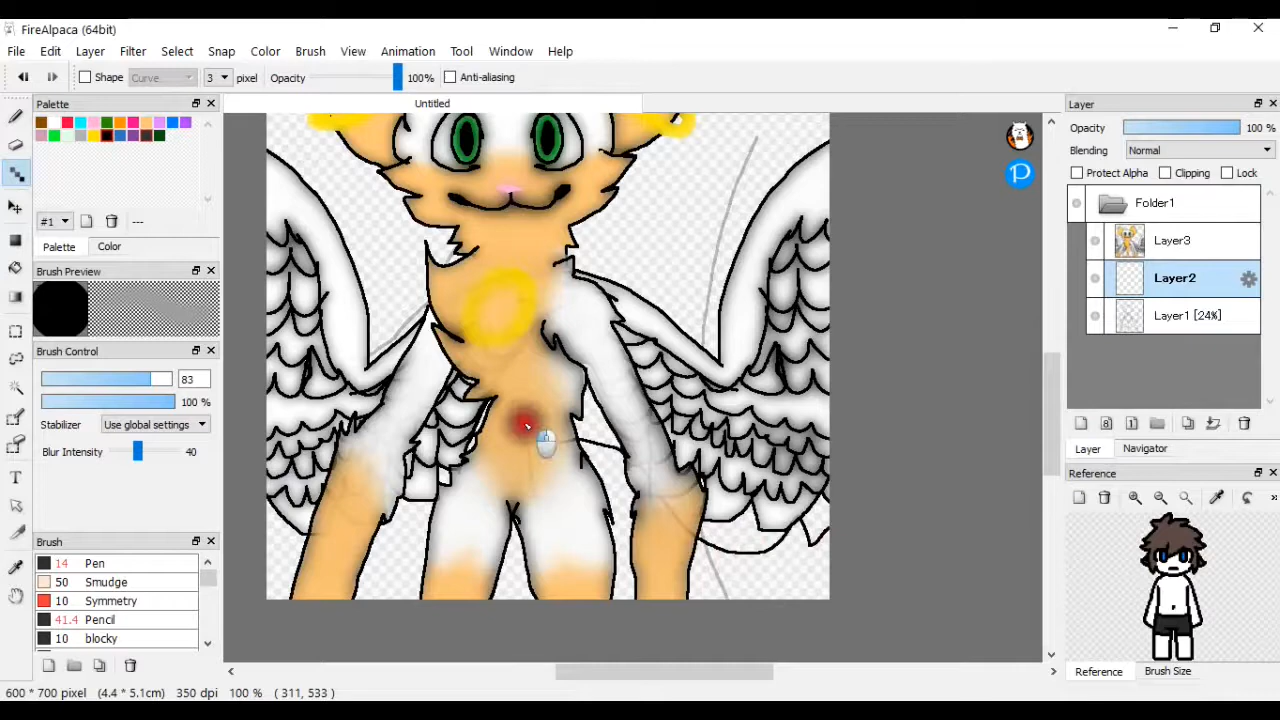 FireAlpaca (64bit)
File Edit Layer Filter Select Snap Color Brush View Animation Tool Window Help
Shape Curve... 3 pixel Opacity 100% Anti-aliasing
Palette
Untitled
Layer
Opacity 100 %
Blending Normal
Protect Alpha Clipping Lock
Folder1
#1 ---
Layer3
Palette Color
Brush Preview
Layer2
Layer1 [24%]
Brush Control
83
100 %
Stabilizer Use global settings
Blur Intensity 40
Layer Navigator
Reference
Brush
14 Pen
50 Smudge
10 Symmetry
41.4 Pencil
10 blocky
Reference Brush Size
600 * 700 pixel (4.4 * 5.1cm) 350 dpi 100 % ( 311, 533 )